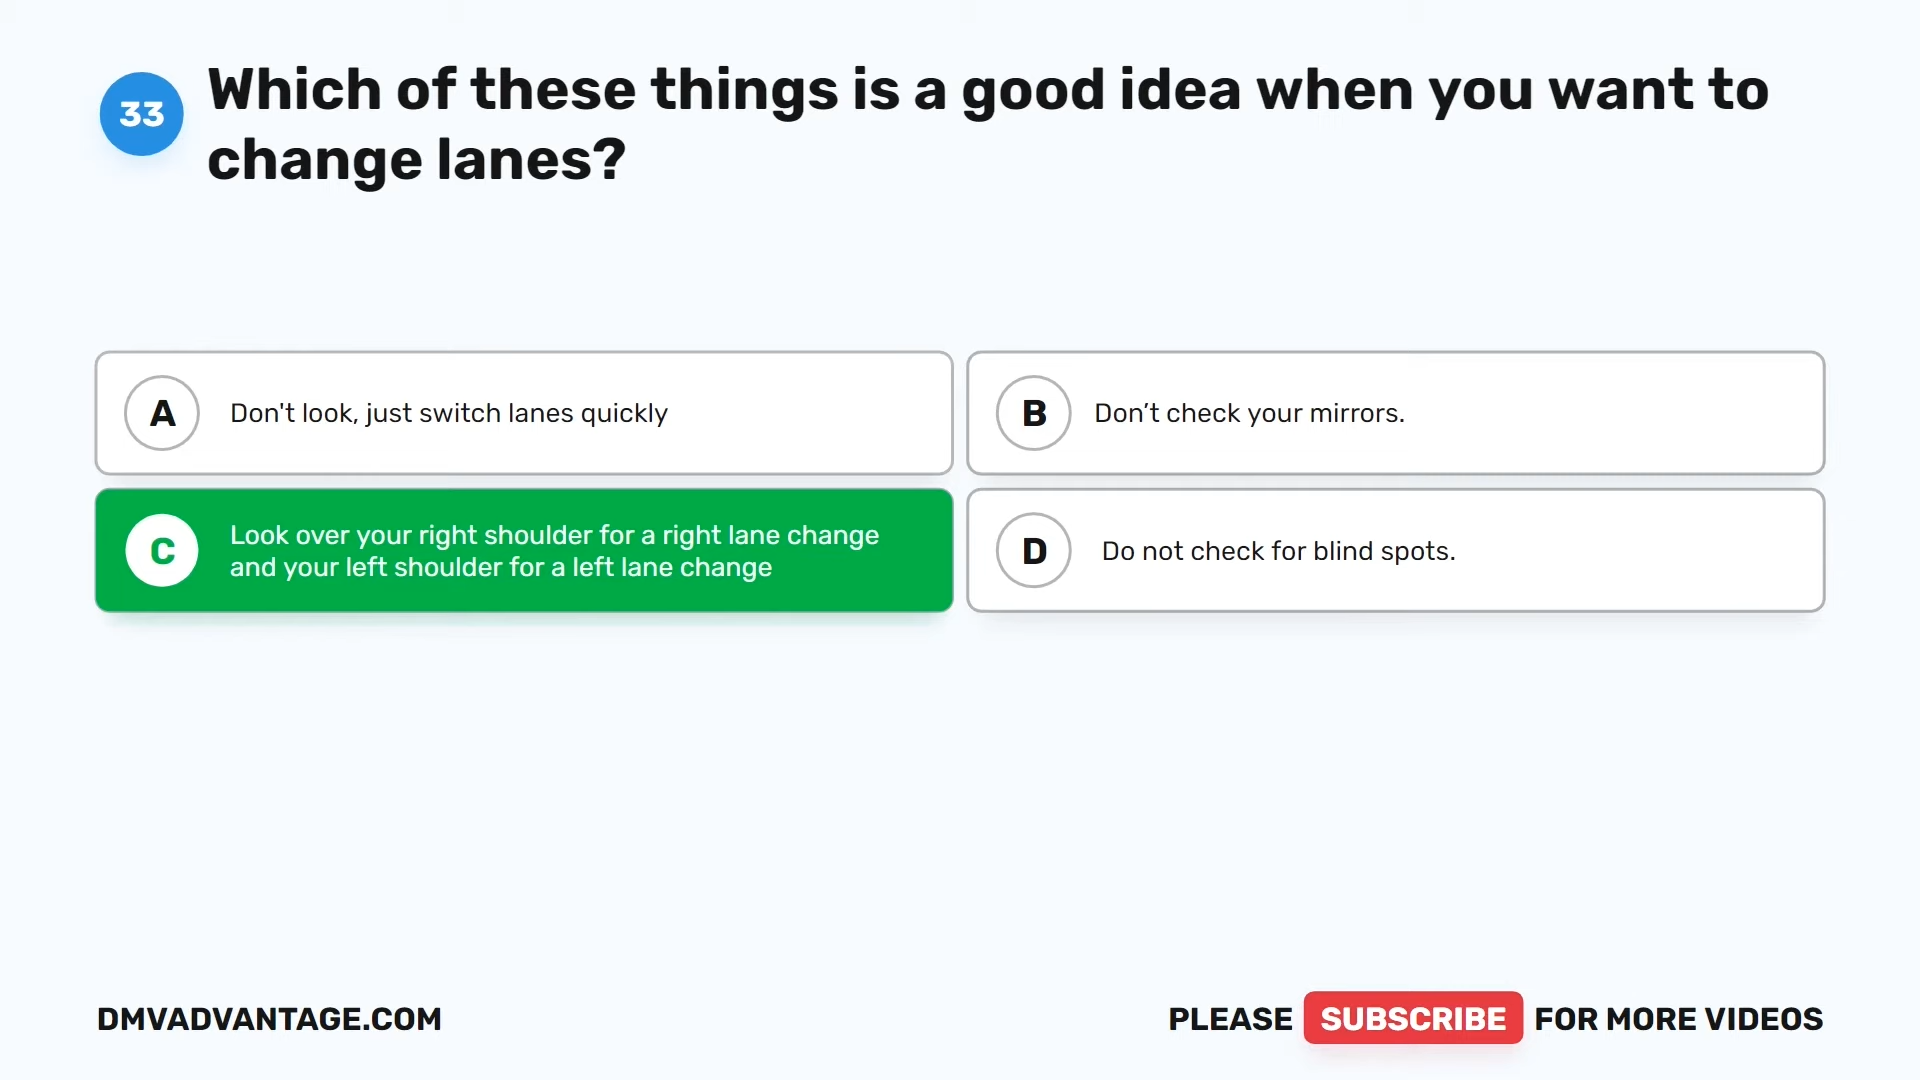 33
Which of these things is a good idea when you want to
change lanes?
A
Don't look, just switch lanes quickly
B
Don’t check your mirrors.
C
Look over your right shoulder for a right lane change
and your left shoulder for a left lane change
D
Do not check for blind spots.
DMVADVANTAGE.COM
PLEASE SUBSCRIBE FOR MORE VIDEOS